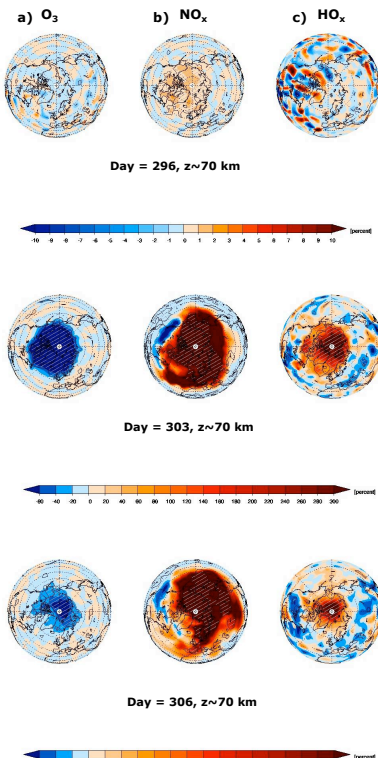 a) O₃ b) NOₓ c) HOₓ
Day = 296, z~70 km
[percent]
-10 -9 -8 -7 -6 -5 -4 -3 -2 -1 0 1 2 3 4 5 6 7 8 9 10
Day = 303, z~70 km
[percent]
-60 -40 -20 0 20 40 60 80 100 120 140 160 180 200 220 240 260 280 300
Day = 306, z~70 km